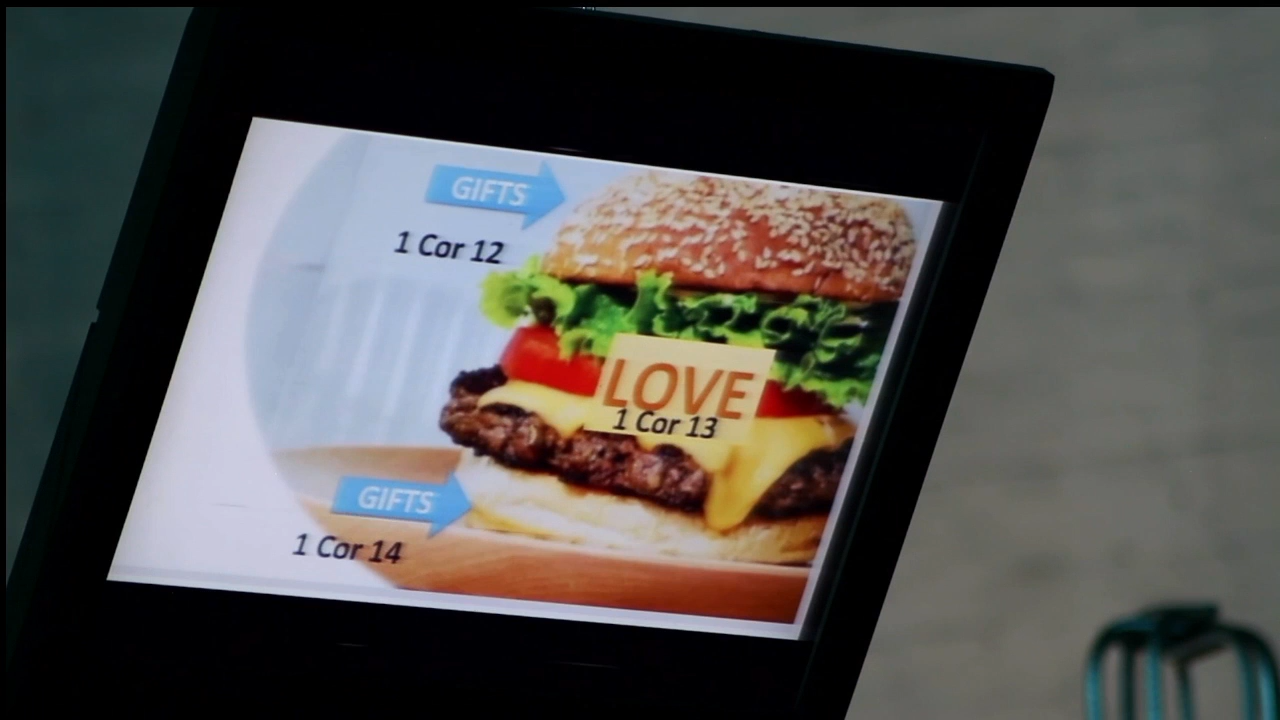 GIFTS
1 Cor 12
LOVE
1 Cor 13
GIFTS
1 Cor 14